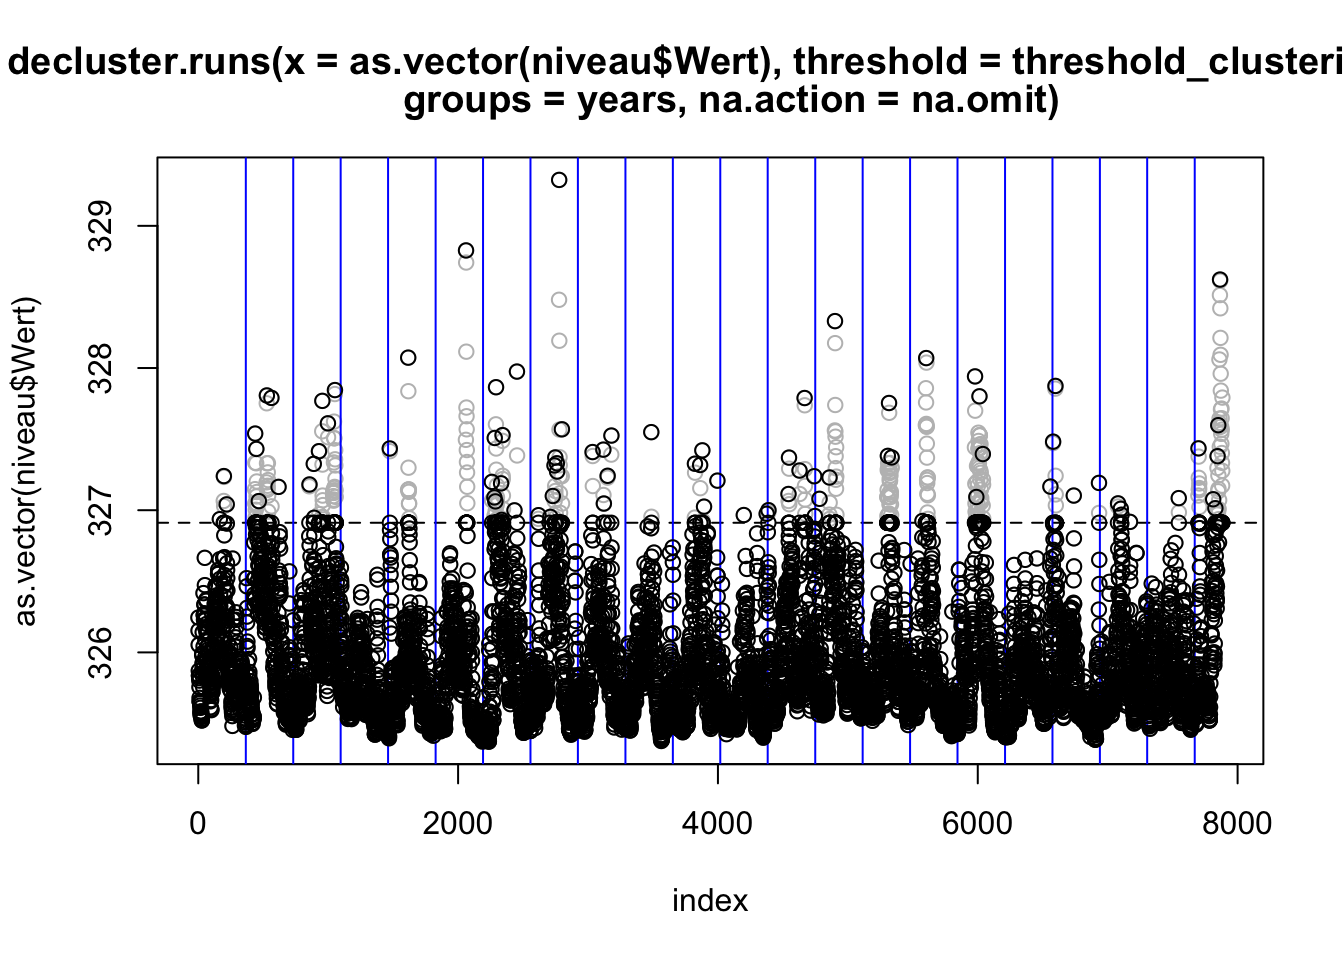 decluster.runs(x = as.vector(niveau$Wert), threshold = threshold_clusteri
groups = years, na.action = na.omit)
329
328
327
326
as.vector(niveau$Wert)
0 2000 4000 6000 8000
index